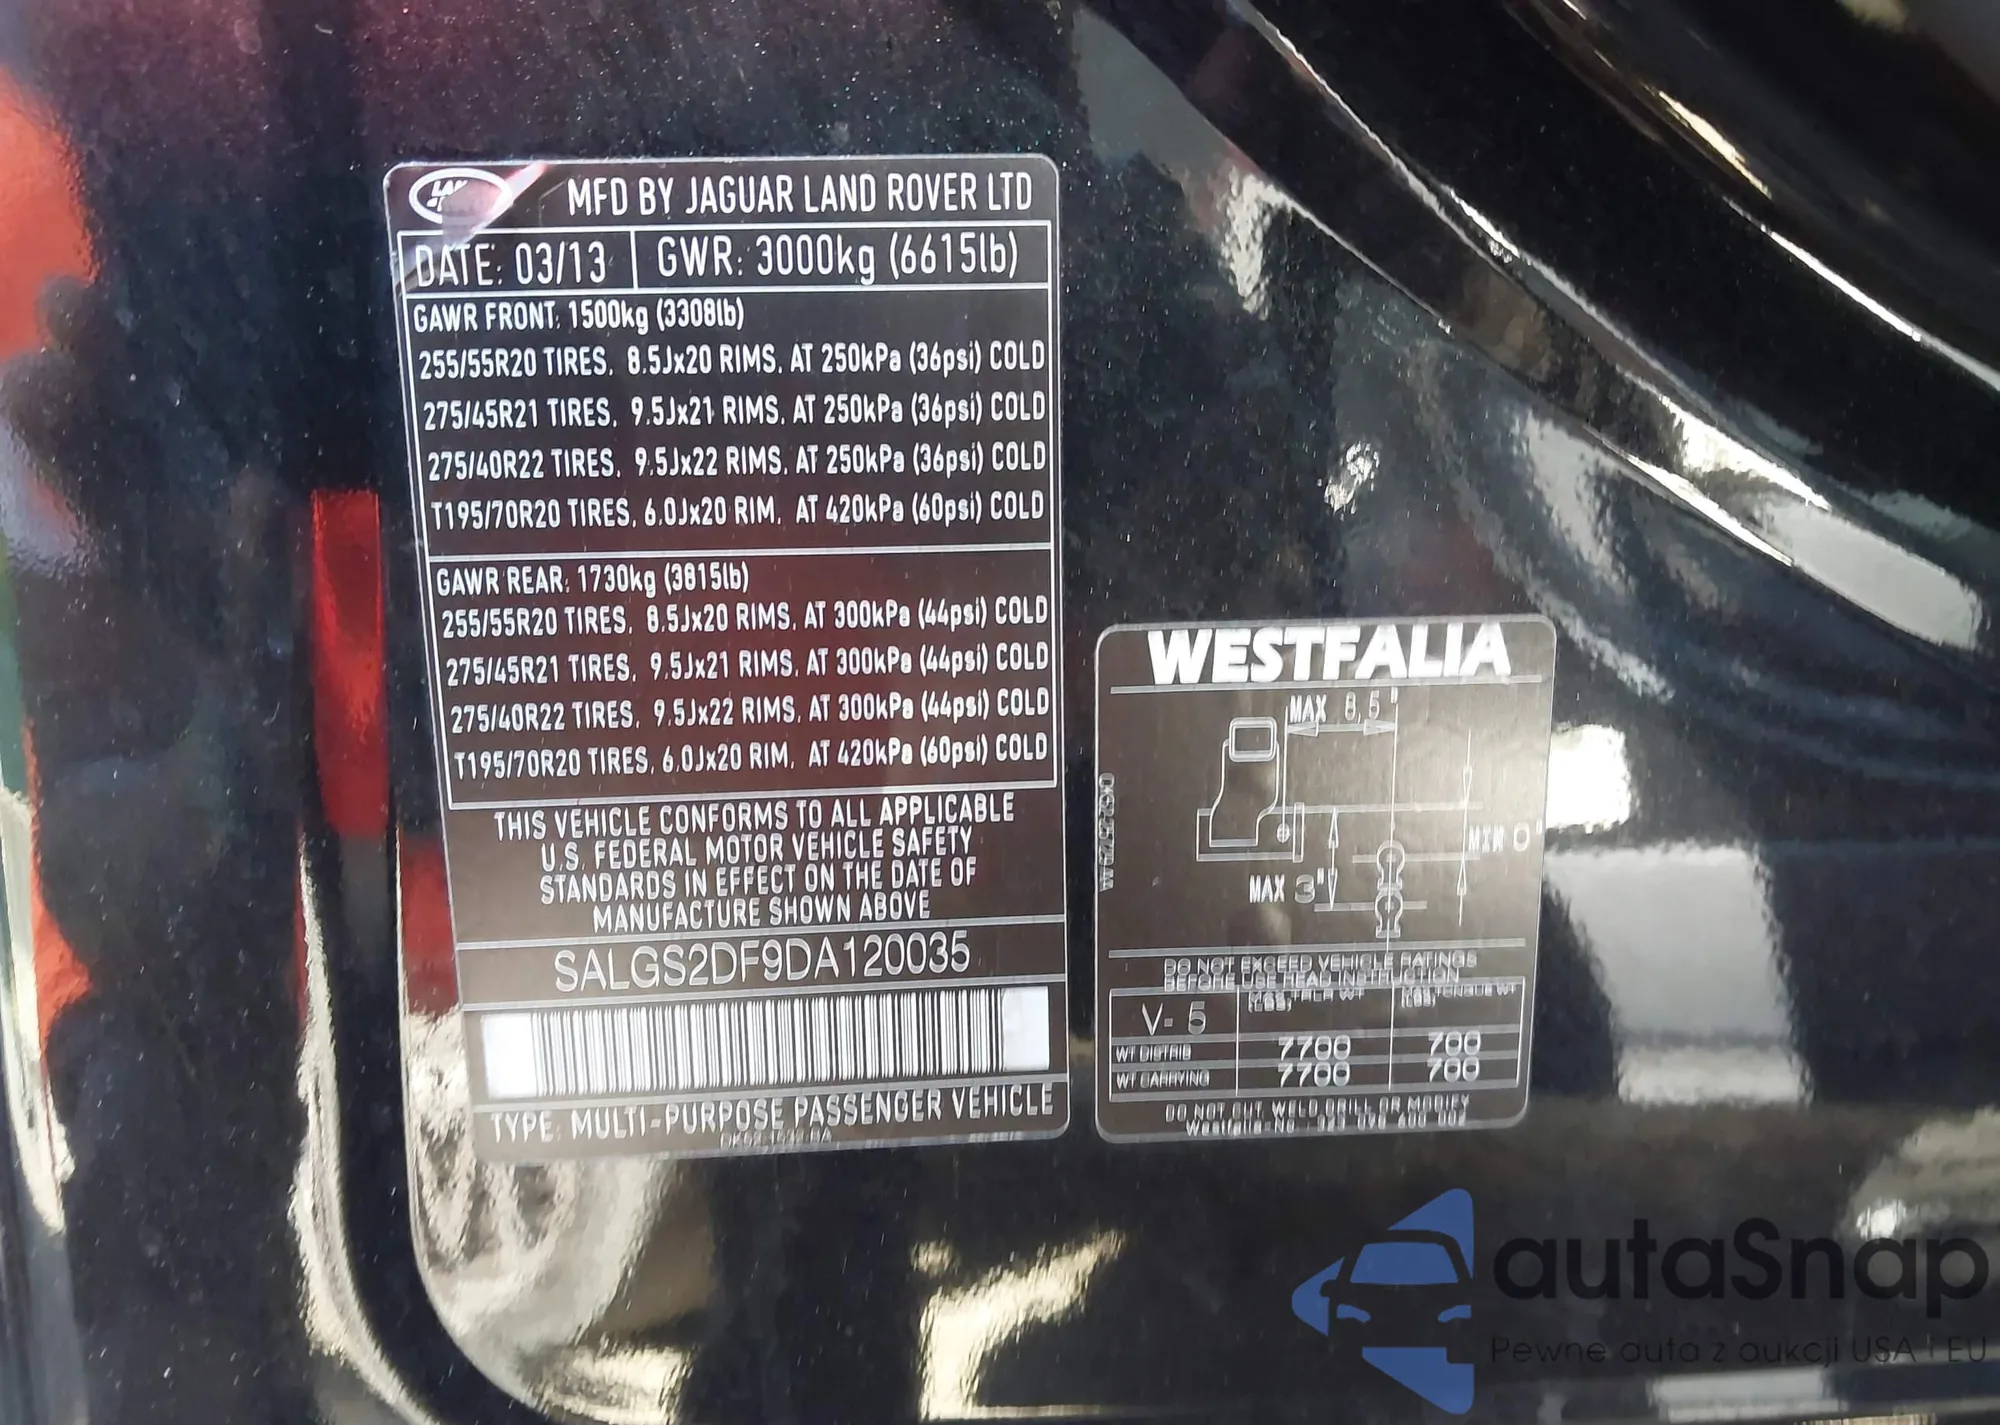 MFD BY JAGUAR LAND ROVER LTD
DATE: 03/13 GWR: 3000kg (6615lb)
GAWR FRONT: 1500kg (3308lb)
255/55R20 TIRES, 8.5Jx20 RIMS, AT 250kPa (36psi) COLD
275/45R21 TIRES, 9.5Jx21 RIMS, AT 250kPa (36psi) COLD
275/40R22 TIRES, 9.5Jx22 RIMS, AT 250kPa (36psi) COLD
T195/70R20 TIRES, 6.0Jx20 RIM, AT 420kPa (60psi) COLD
GAWR REAR: 1730kg (3815lb)
255/55R20 TIRES, 8.5Jx20 RIMS, AT 300kPa (44psi) COLD
275/45R21 TIRES, 9.5Jx21 RIMS, AT 300kPa (44psi) COLD
275/40R22 TIRES, 9.5Jx22 RIMS, AT 300kPa (44psi) COLD
T195/70R20 TIRES, 6.0Jx20 RIM, AT 420kPa (60psi) COLD
THIS VEHICLE CONFORMS TO ALL APPLICABLE
U.S. FEDERAL MOTOR VEHICLE SAFETY
STANDARDS IN EFFECT ON THE DATE OF
MANUFACTURE SHOWN ABOVE
SALGS2DF9DA120035
TYPE: MULTI-PURPOSE PASSENGER VEHICLE
WESTFALIA
MAX 8,5"
MIN 0"
MAX 3"
DO NOT EXCEED VEHICLE RATINGS
BEFORE USE READ INSTRUCTION
V- 5
WT DISTRIB 7700 700
WT CARRYING 7700 700
DO NOT CUT, WELD, DRILL OR MODIFY
Westfalia-No
autaSnap
Pewne auta z aukcji USA i EU